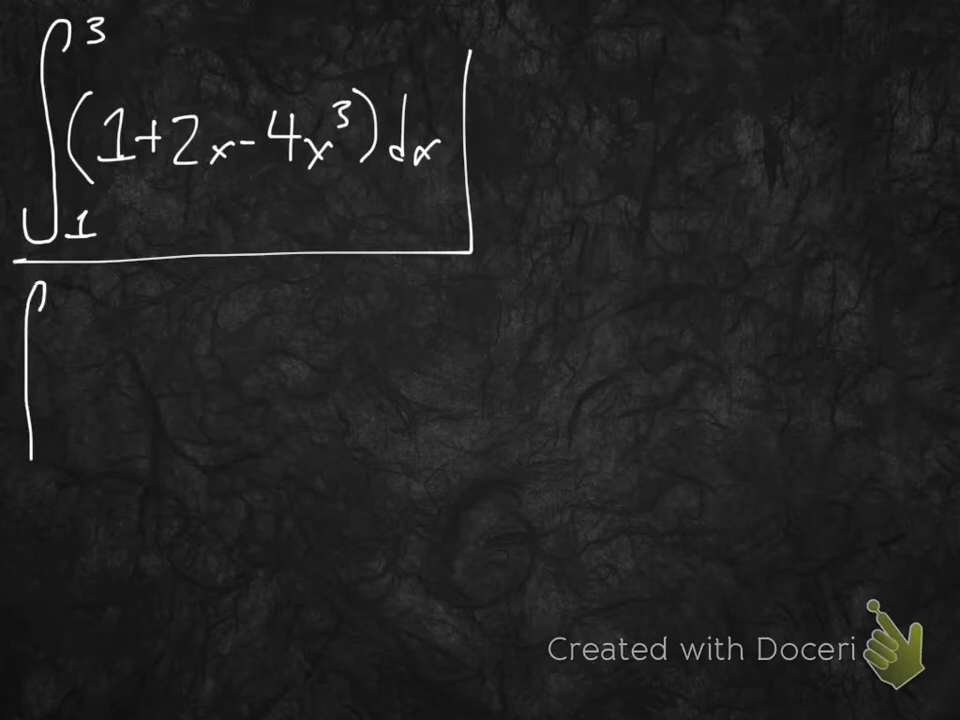 ∫₁³ (1+2x-4x³)dx
∫
Created with Doceri